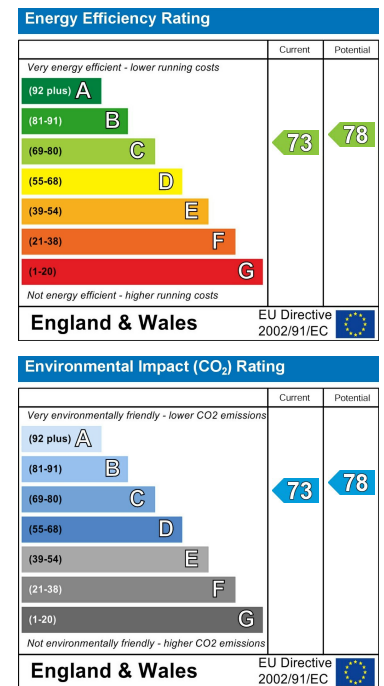 Energy Efficiency Rating
Current Potential
Very energy efficient - lower running costs
(92 plus) A
(81-91) B
(69-80) C
73 78
(55-68) D
(39-54) E
(21-38) F
(1-20) G
Not energy efficient - higher running costs
England & Wales
EU Directive
2002/91/EC
Environmental Impact (CO₂) Rating
Current Potential
Very environmentally friendly - lower CO2 emissions
(92 plus) A
(81-91) B
(69-80) C
73 78
(55-68) D
(39-54) E
(21-38) F
(1-20) G
Not environmentally friendly - higher CO2 emissions
England & Wales
EU Directive
2002/91/EC